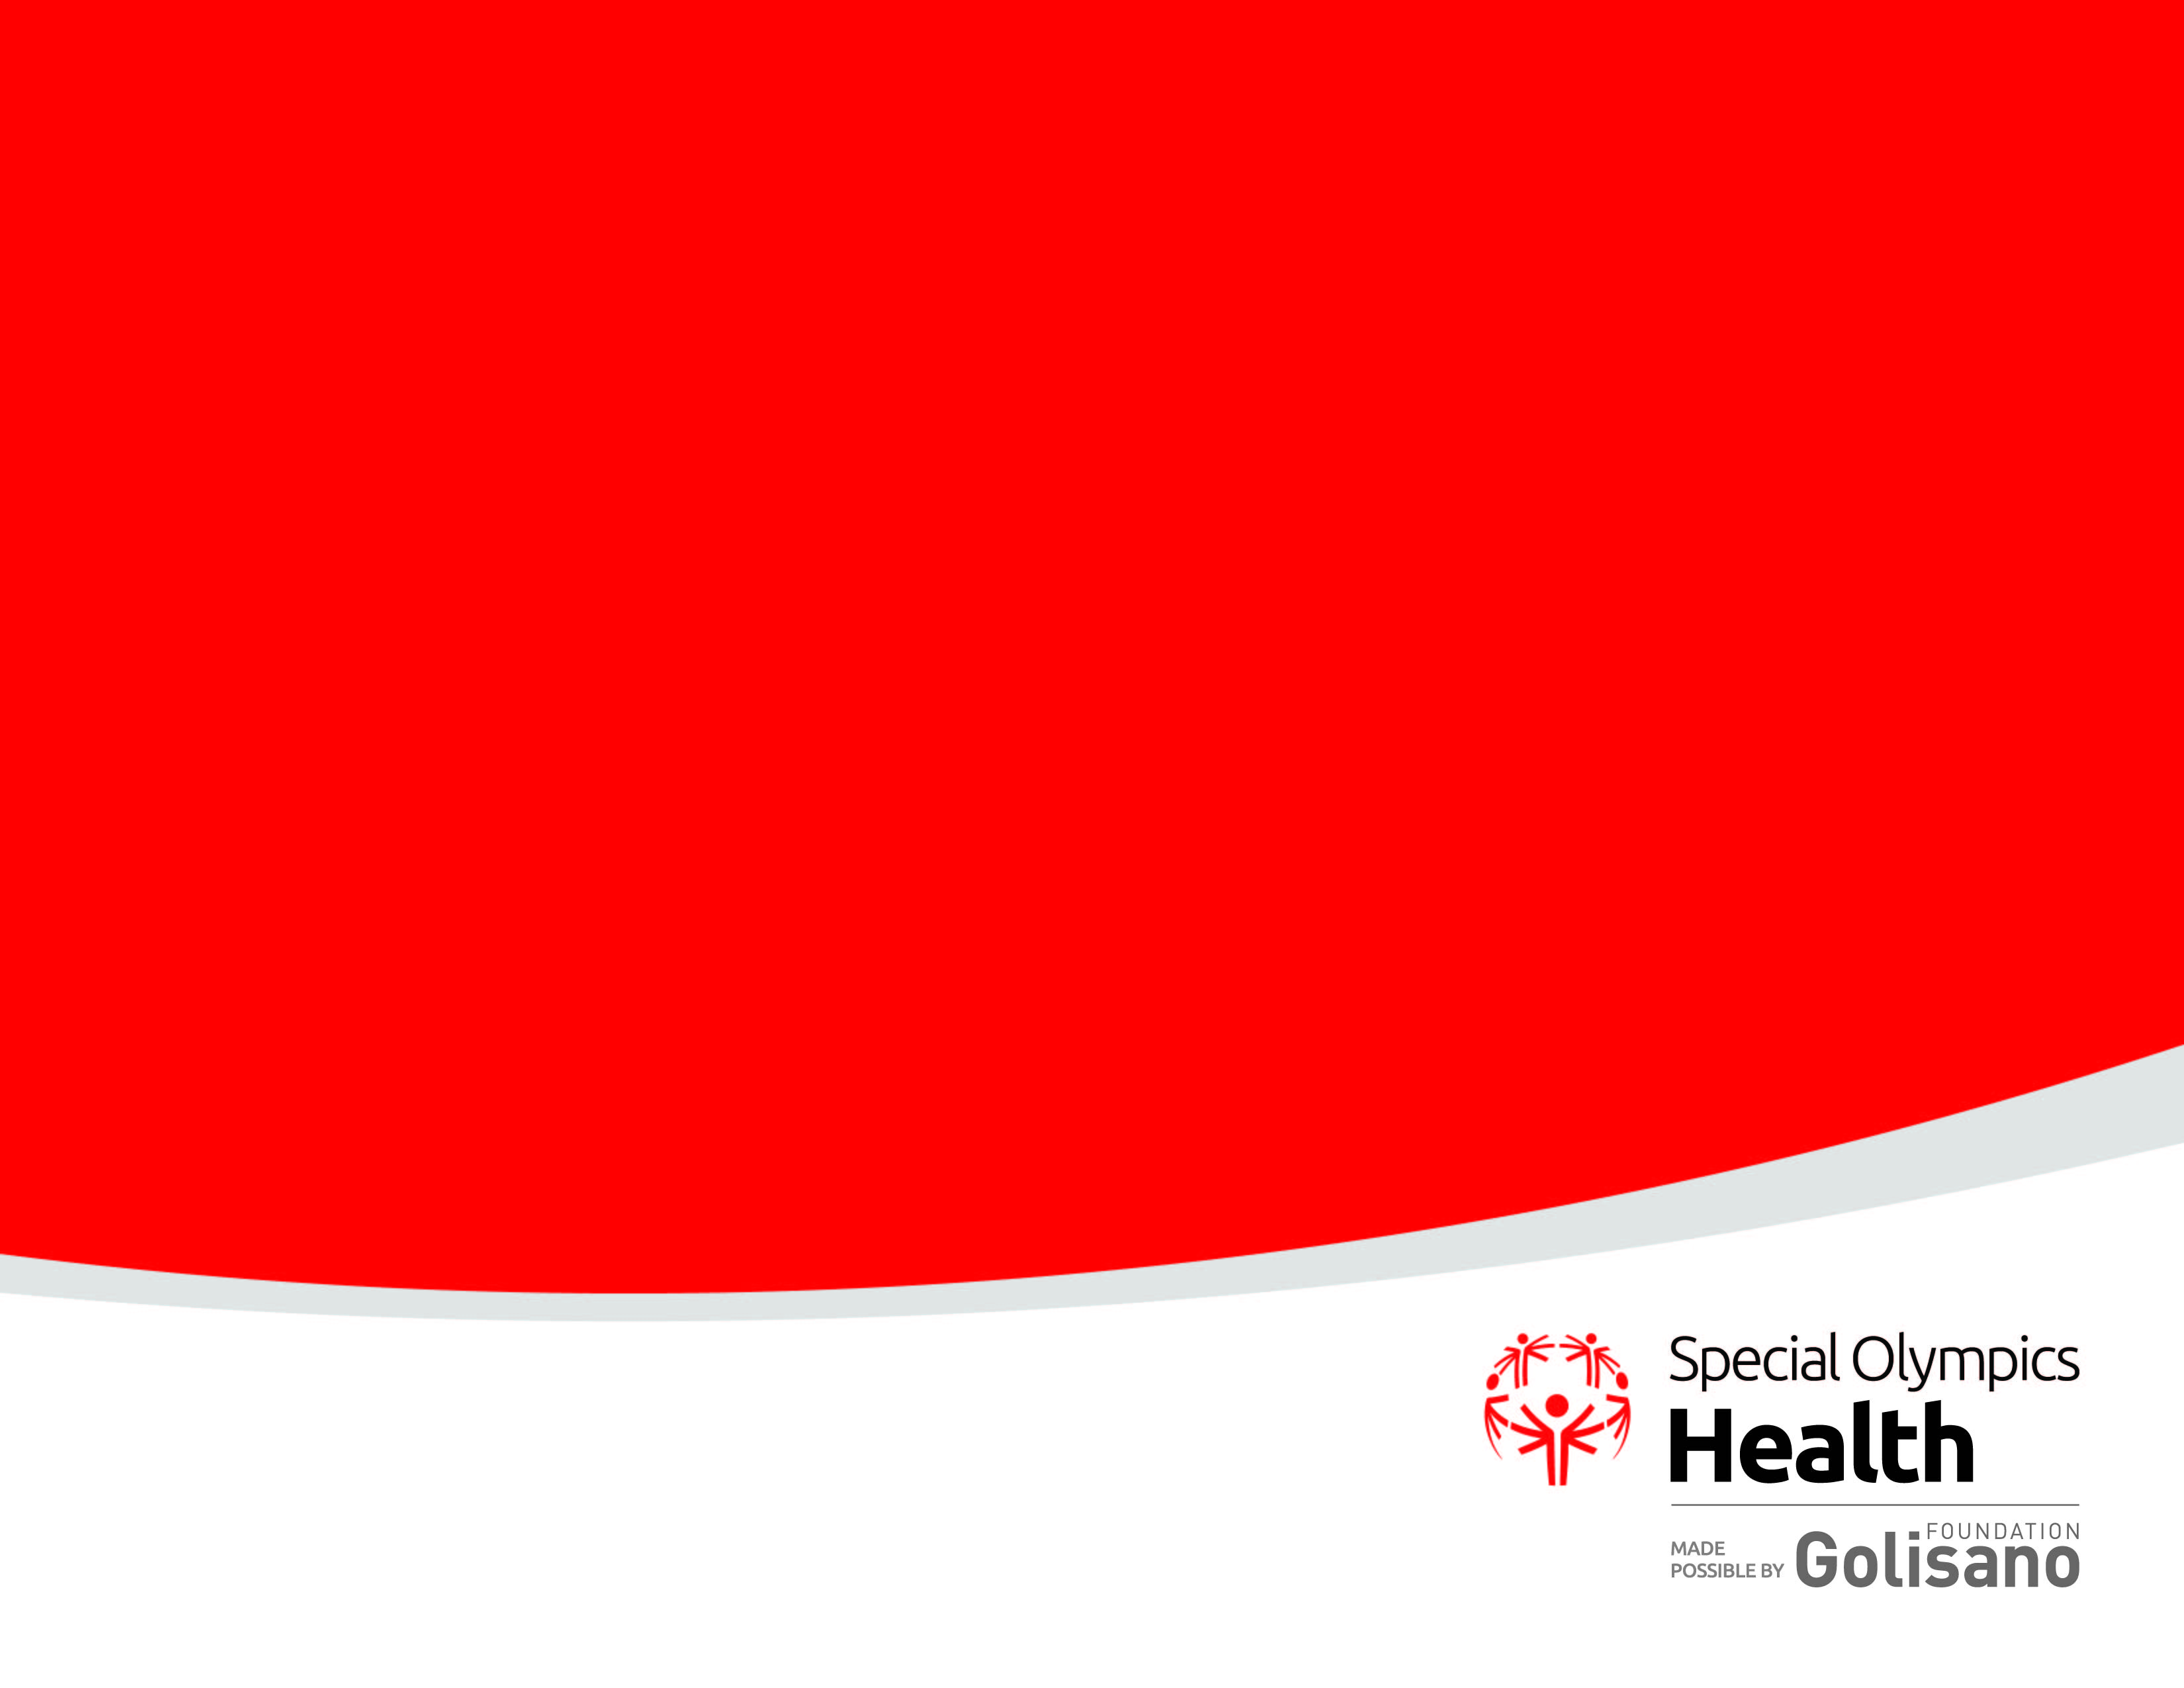 Special Olympics
Health
MADE
POSSIBLE BY
FOUNDATION
Golisano